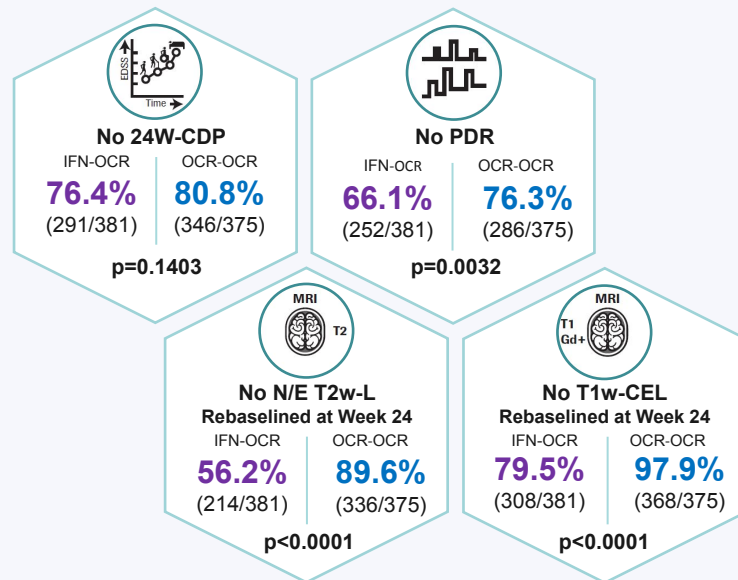 EDSS
Time
No 24W-CDP
IFN-OCR OCR-OCR
76.4% 80.8%
(291/381) (346/375)
p=0.1403
No PDR
IFN-OCR OCR-OCR
66.1% 76.3%
(252/381) (286/375)
p=0.0032
MRI
T2
No N/E T2w-L
Rebaselined at Week 24
IFN-OCR OCR-OCR
56.2% 89.6%
(214/381) (336/375)
p<0.0001
MRI
T1
Gd+
No T1w-CEL
Rebaselined at Week 24
IFN-OCR OCR-OCR
79.5% 97.9%
(308/381) (368/375)
p<0.0001